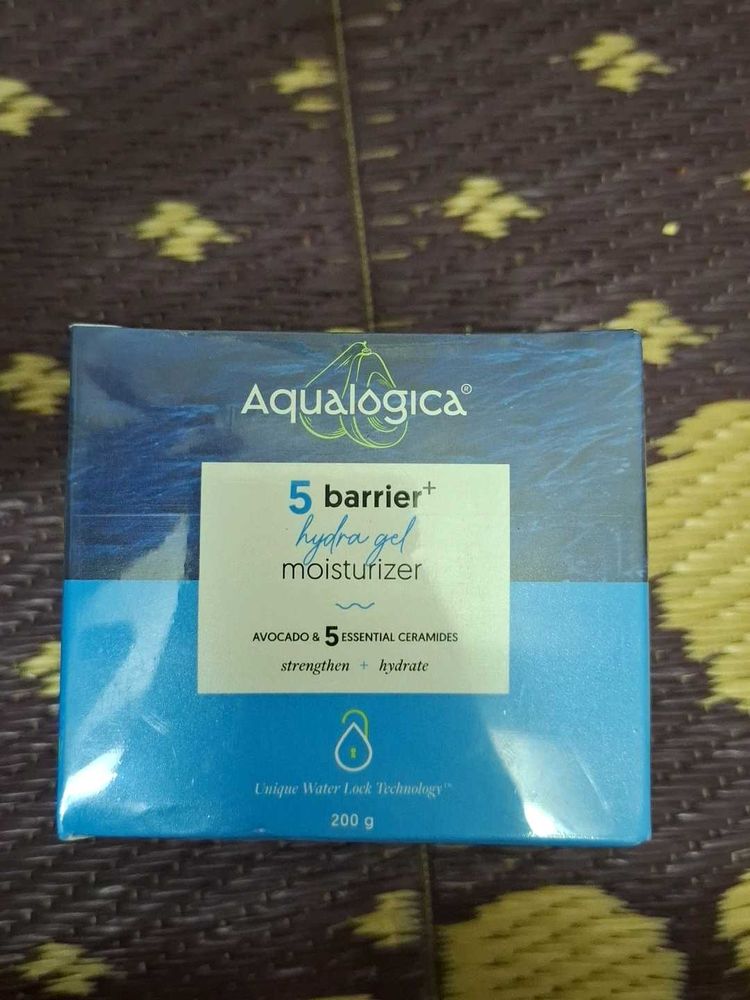 Aqualogica®
5 barrier+
hydra gel
moisturizer
AVOCADO & 5 ESSENTIAL CERAMIDES
strengthen + hydrate
Unique Water Lock Technology™
200 g